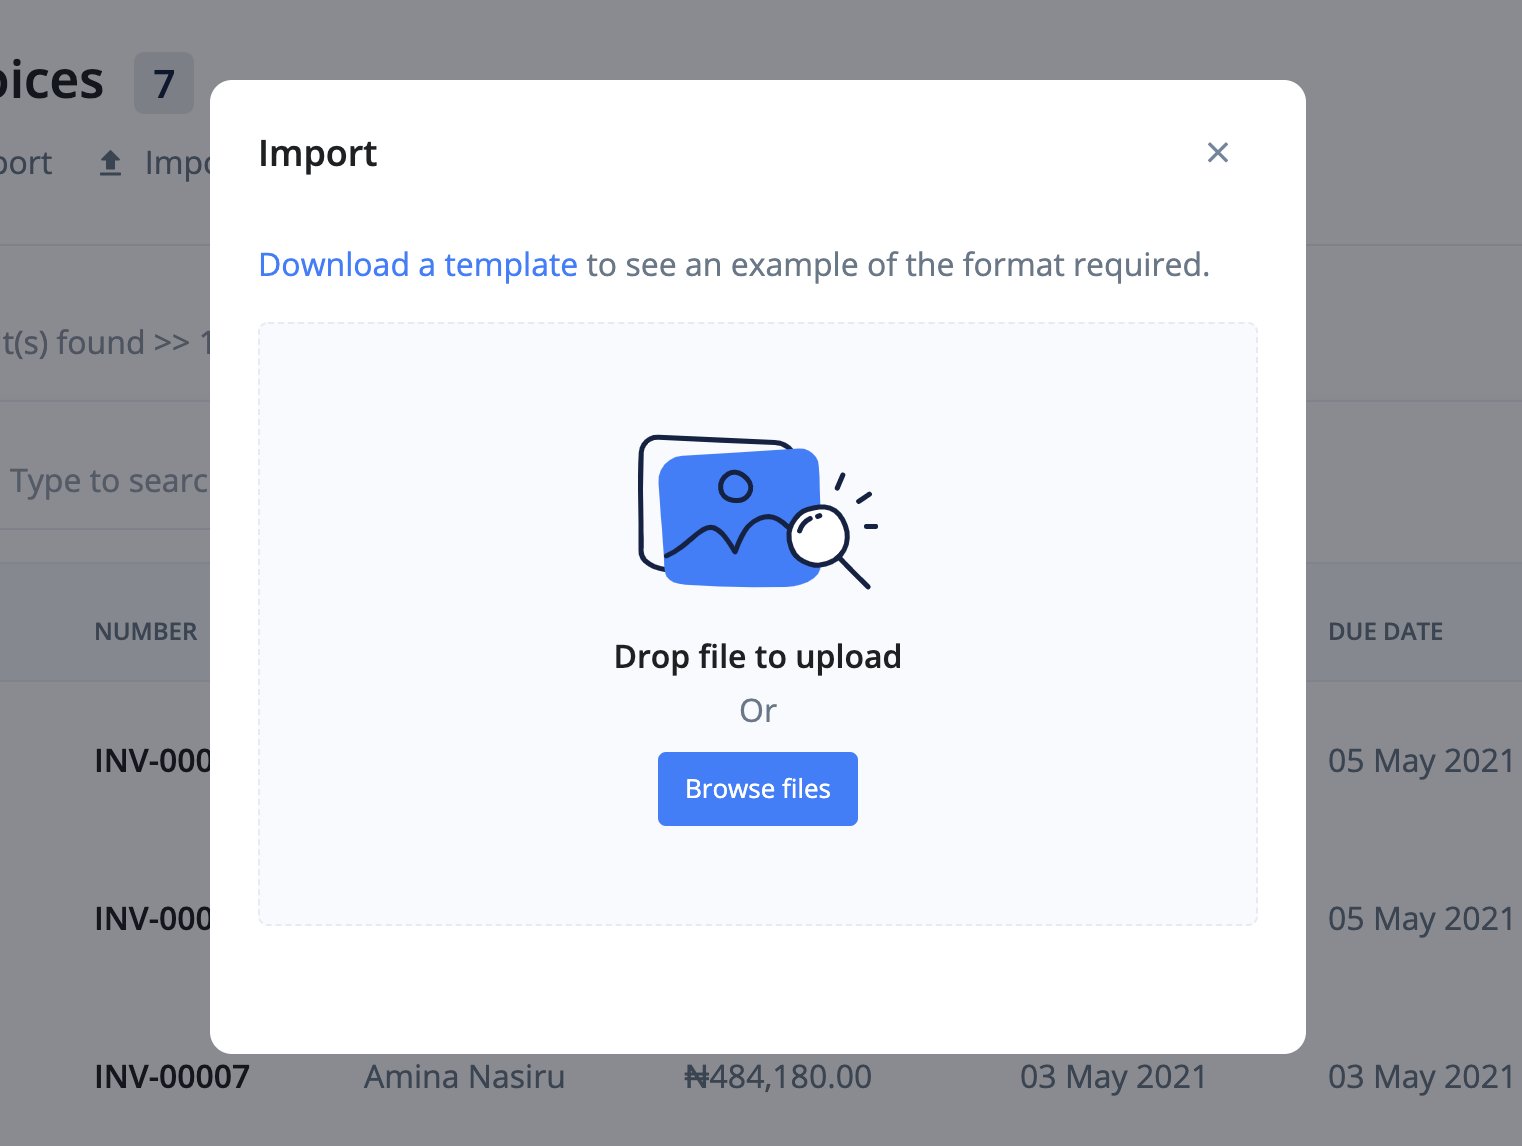 oices 7
port Impo
Import
Download a template to see an example of the format required.
t(s) found >> 1
Type to searc
Drop file to upload
Or
Browse files
NUMBER DUE DATE
INV-000 05 May 2021
INV-000 05 May 2021
INV-00007 Amina Nasiru ₦484,180.00 03 May 2021 03 May 2021